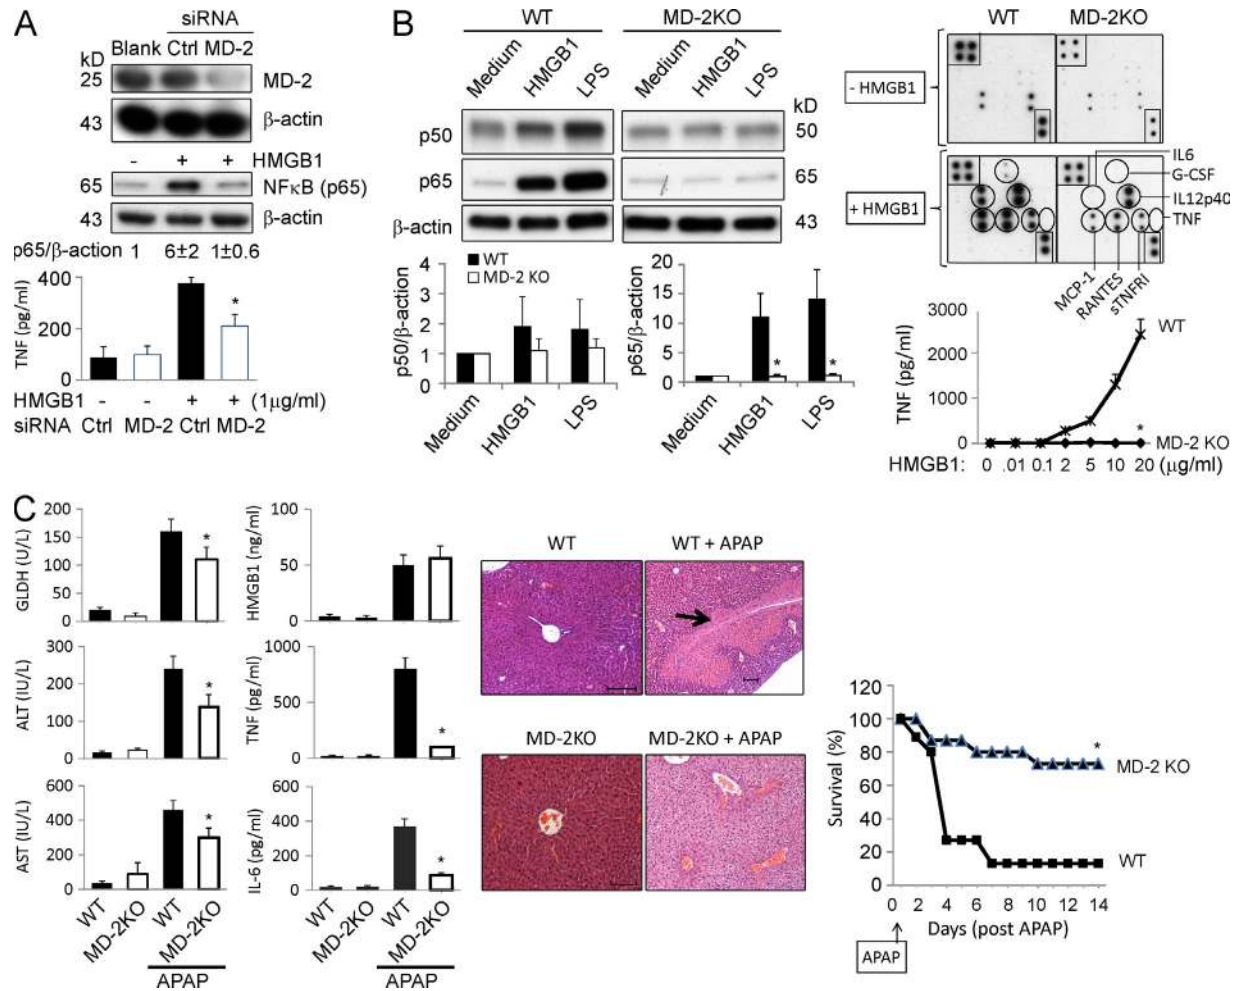 A
siRNA
Blank Ctrl MD-2
kD
25 MD-2
43 β-actin
- + + HMGB1
65 NFκB (p65)
43 β-actin
p65/β-action 1 6±2 1±0.6
TNF (pg/ml)
400
200
0
*
HMGB1 - - + + (1μg/ml)
siRNA Ctrl MD-2 Ctrl MD-2
B
WT MD-2KO
Medium HMGB1 LPS Medium HMGB1 LPS
kD
p50 50
p65 65
β-actin 43
p50/β-action
4
3
2
1
0
WT
MD-2 KO
Medium HMGB1 LPS
p65/β-action
20
15
10
5
0
* *
Medium HMGB1 LPS
WT MD-2KO
- HMGB1
+ HMGB1
IL6
G-CSF
IL12p40
TNF
MCP-1
RANTES
sTNFRI
TNF (pg/ml)
3000
2000
1000
0
WT
*
MD-2 KO
HMGB1: 0 .01 0.1 2 5 10 20 (μg/ml)
C
GLDH (U/L)
200
150
100
50
0
*
HMGB1 (ng/ml)
100
50
0
ALT (IU/L)
300
200
100
0
*
TNF (pg/ml)
1000
500
0
*
AST (IU/L)
600
400
200
0
*
WT MD-2KO WT MD-2KO
APAP
IL-6 (pg/ml)
600
400
200
0
*
WT MD-2KO WT MD-2KO
APAP
WT WT + APAP
MD-2KO MD-2KO + APAP
Survival (%)
120
100
80
60
40
20
0
*
MD-2 KO
WT
0 2 4 6 8 10 12 14
Days (post APAP)
APAP